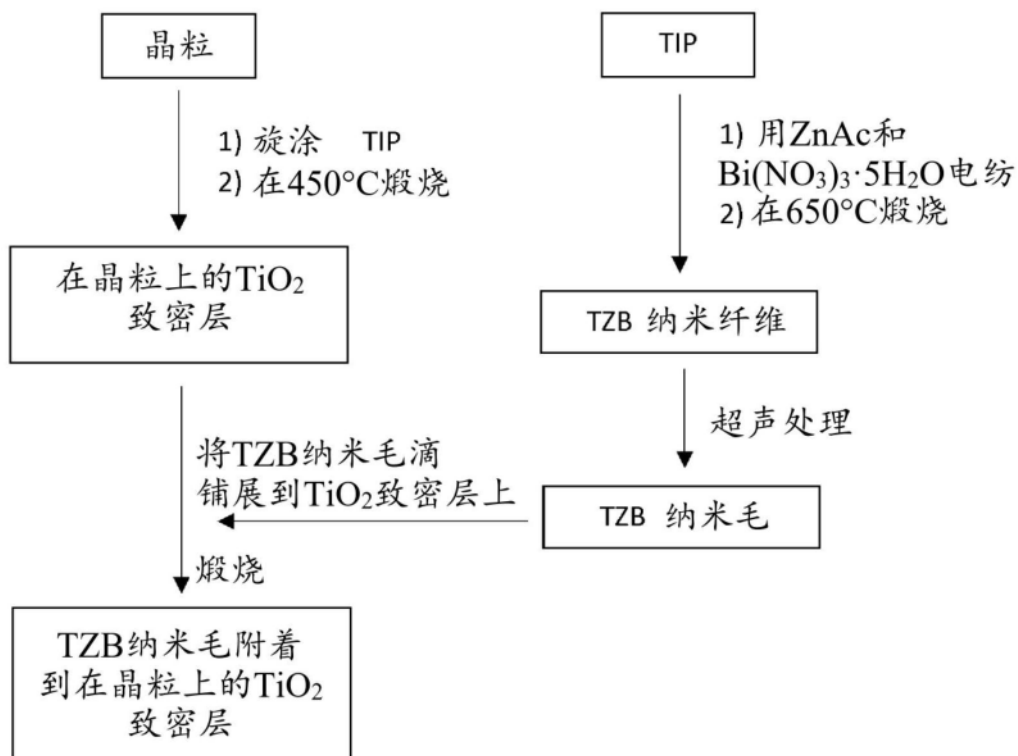 晶粒
1) 旋涂 TIP
2) 在450°C煅烧
在晶粒上的TiO₂
致密层
将TZB纳米毛滴
铺展到TiO₂致密层上
煅烧
TZB纳米毛附着
到在晶粒上的TiO₂
致密层
TIP
1) 用ZnAc和
Bi(NO₃)₃·5H₂O电纺
2) 在650°C煅烧
TZB 纳米纤维
超声处理
TZB 纳米毛